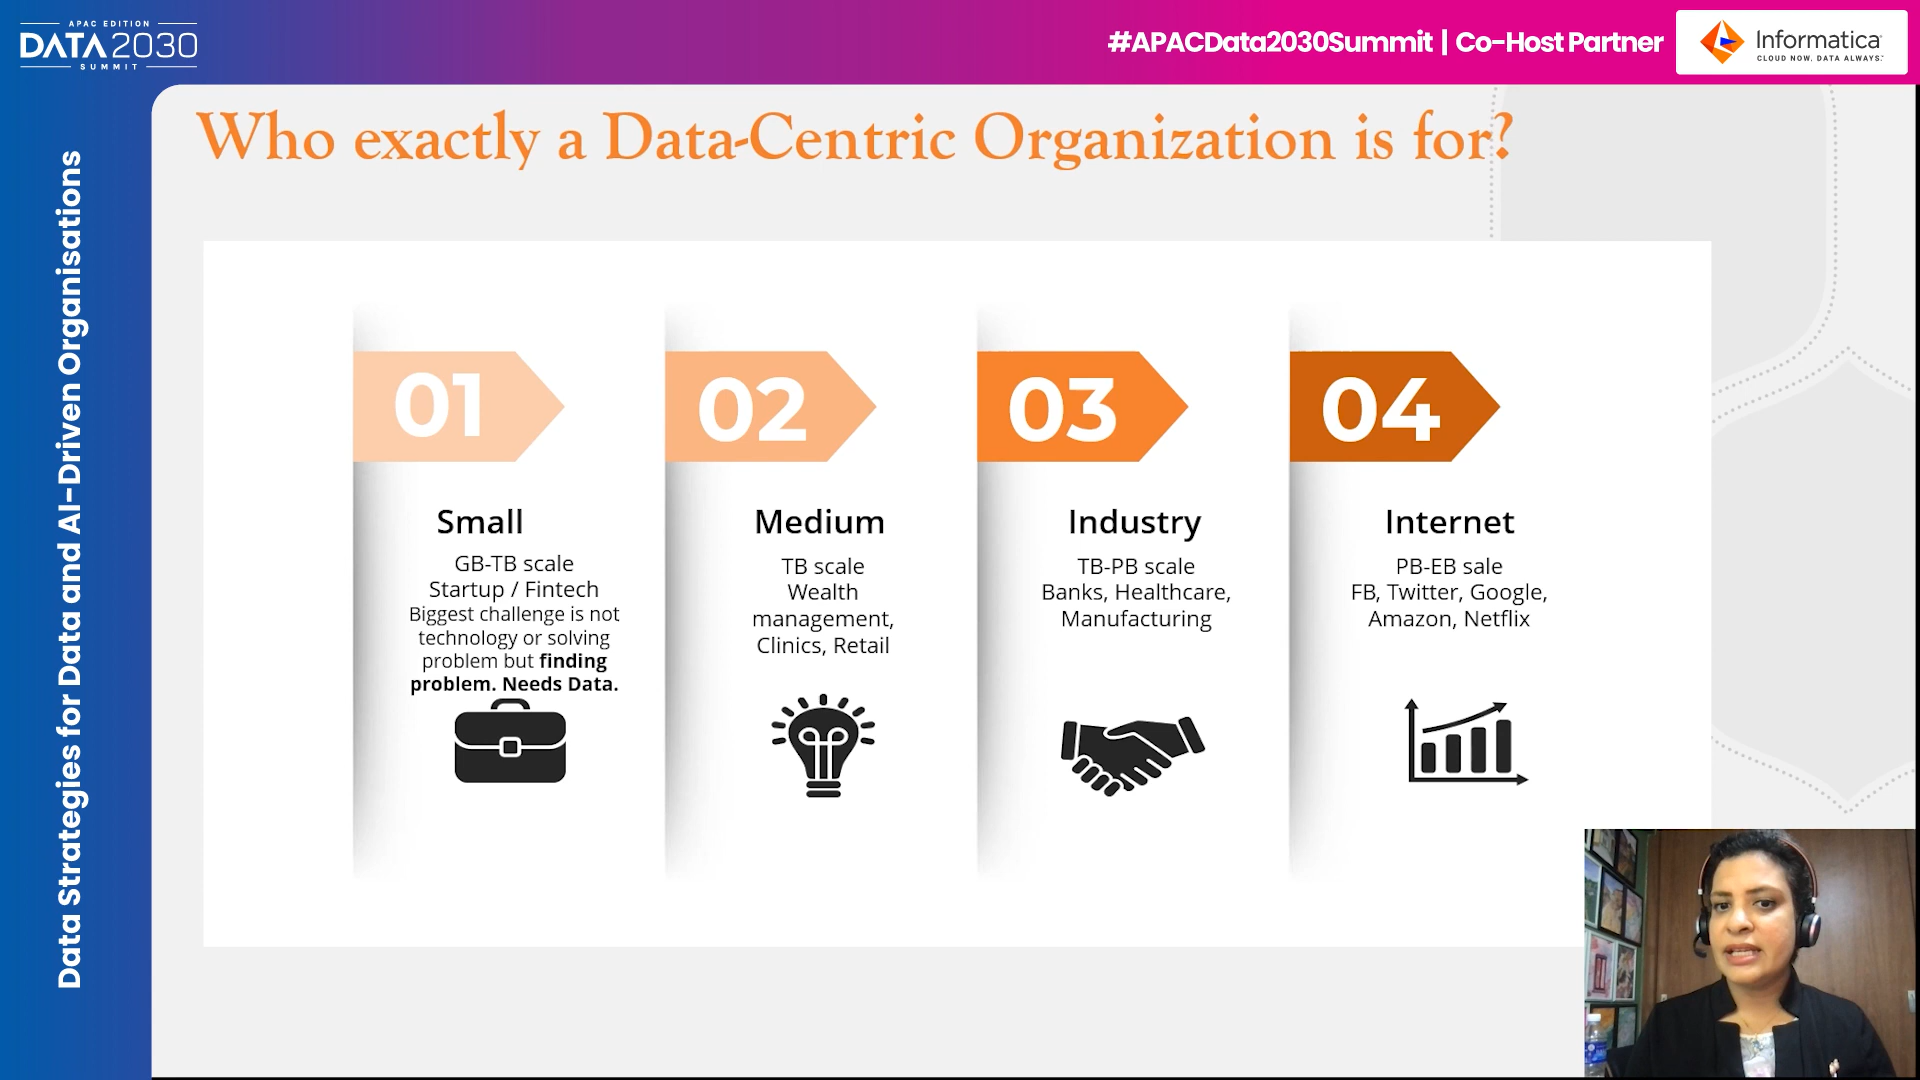 APAC EDITION
DATA 2030
SUMMIT
#APACData2030Summit | Co-Host Partner
Informatica
CLOUD NOW. DATA ALWAYS.
Data Strategies for Data and AI-Driven Organisations
Who exactly a Data-Centric Organization is for?
01
Small
GB-TB scale
Startup / Fintech
Biggest challenge is not
technology or solving
problem but finding
problem. Needs Data.
02
Medium
TB scale
Wealth
management,
Clinics, Retail
03
Industry
TB-PB scale
Banks, Healthcare,
Manufacturing
04
Internet
PB-EB sale
FB, Twitter, Google,
Amazon, Netflix